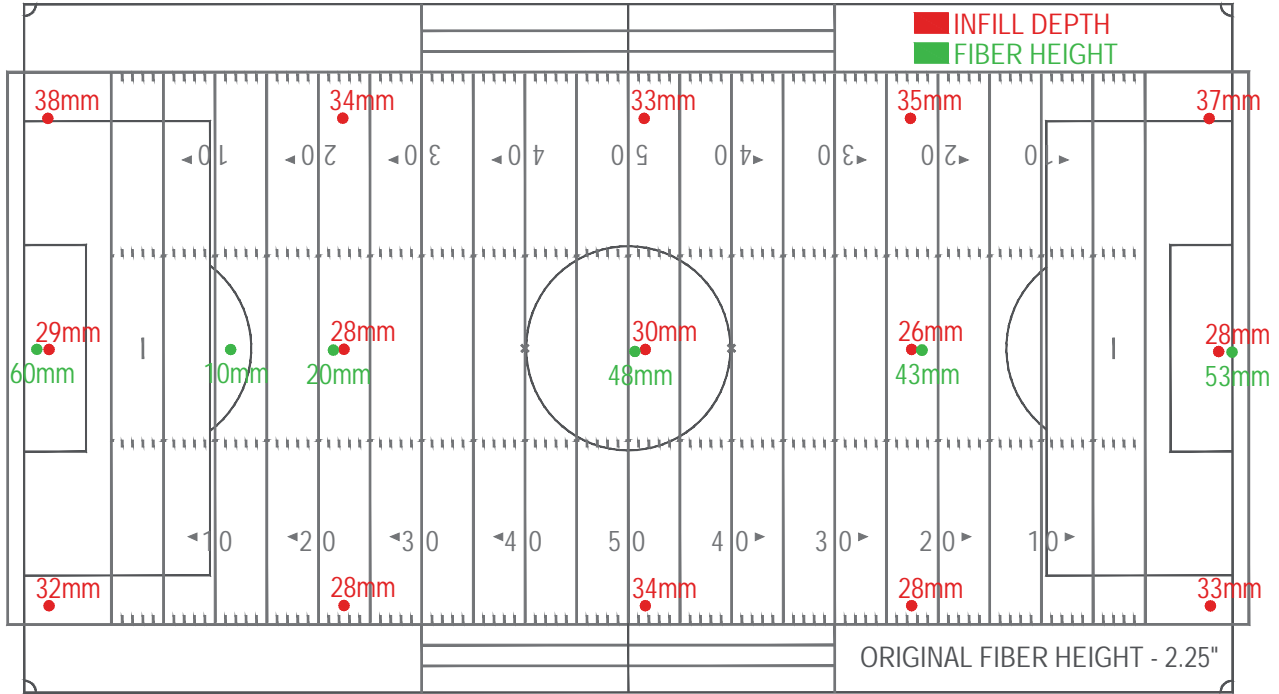 INFILL DEPTH
FIBER HEIGHT
38mm 34mm 33mm 35mm 37mm
10 20 30 40 50 40 30 20 10
29mm 28mm 30mm 26mm 28mm
60mm 10mm 20mm 48mm 43mm 53mm
10 20 30 40 50 40 30 20 10
32mm 28mm 34mm 28mm 33mm
ORIGINAL FIBER HEIGHT - 2.25"